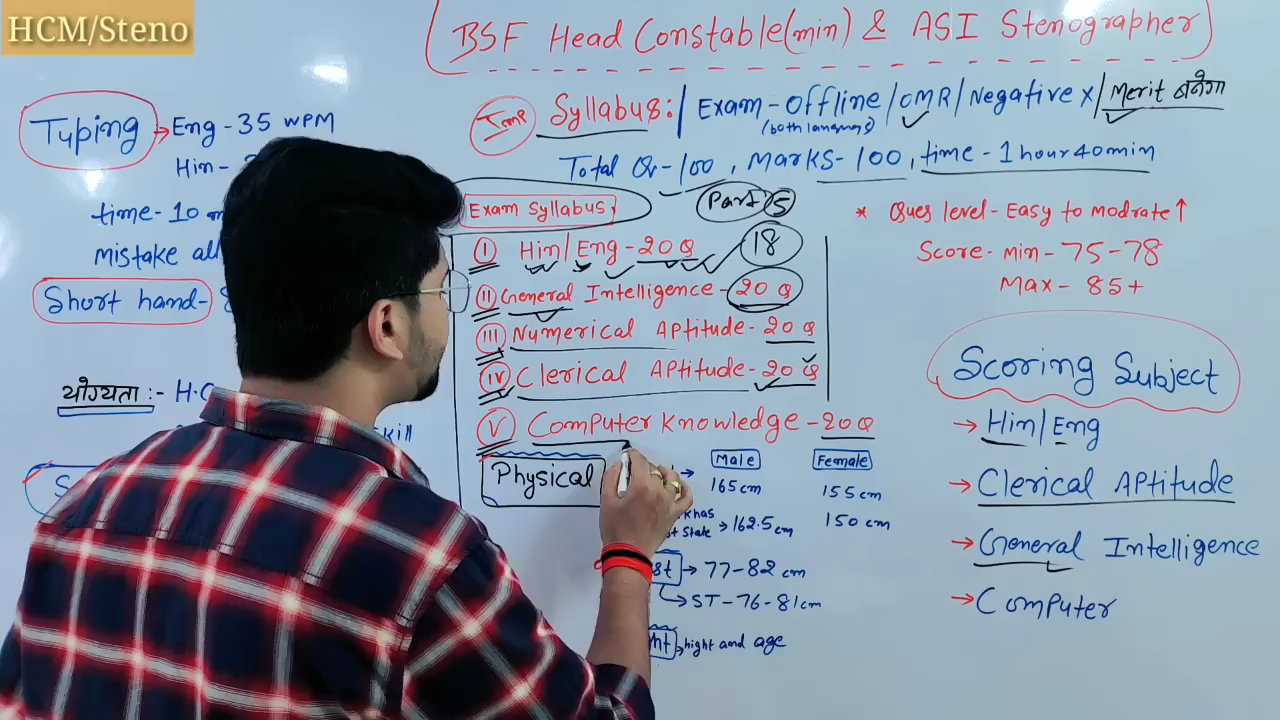 HCM/Steno
BSF Head Constable(min) & ASI Stenographer
Imp Syllabus:/ Exam-Offline / OMR / Negative x / Merit बनेगा
Total Q-100, Marks-100, time-1 hour 40 min
Typing → Eng-35 WPM
Him-
time-10 m
mistake all
Short hand-
योग्यता :-
skill
Exam Syllabus,
Part 5
I Hin/Eng-20 Q 18
II General Intelligence-20 Q
III Numerical Aptitude-20 Q
IV Clerical Aptitude-20 Q
V Computer Knowledge-20 Q
Physical
Male Female
→ 165 cm 155 cm
khas
State → 162.5 cm 150 cm
st → 77-82 cm
→ ST-76-81 cm
ht → hight and age
* Ques level-Easy to modrate ↑
Score-min-75-78
Max-85+
Scoring Subject
→ Him/Eng
→ Clerical Aptitude
→ General Intelligence
→ Computer